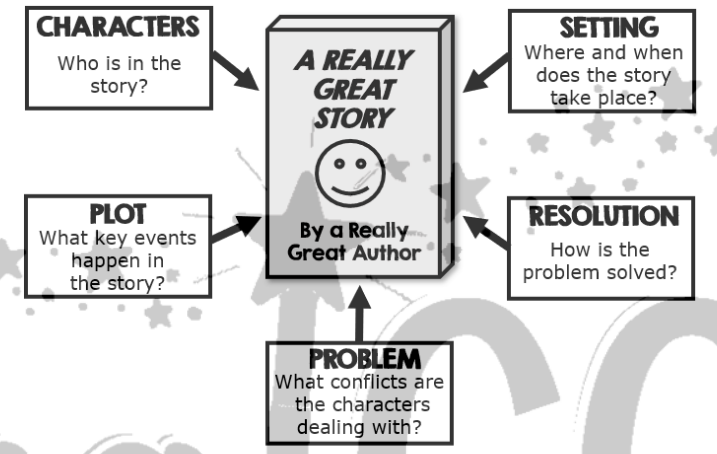 CHARACTERS
Who is in the
story?
A REALLY
GREAT
STORY
By a Really
Great Author
SETTING
Where and when
does the story
take place?
PLOT
What key events
happen in
the story?
RESOLUTION
How is the
problem solved?
PROBLEM
What conflicts are
the characters
dealing with?